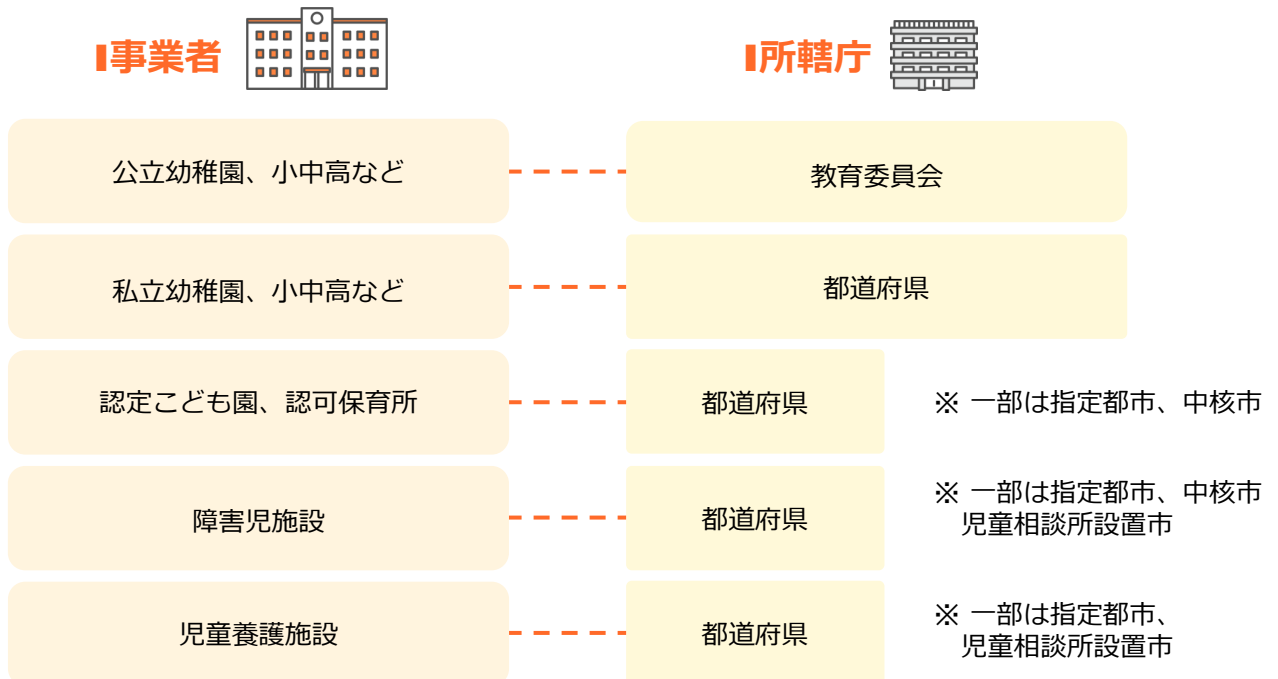 事業者
所轄庁
公立幼稚園、小中高など
教育委員会
私立幼稚園、小中高など
都道府県
認定こども園、認可保育所
都道府県
※ 一部は指定都市、中核市
障害児施設
都道府県
※ 一部は指定都市、中核市
児童相談所設置市
児童養護施設
都道府県
※ 一部は指定都市、
児童相談所設置市